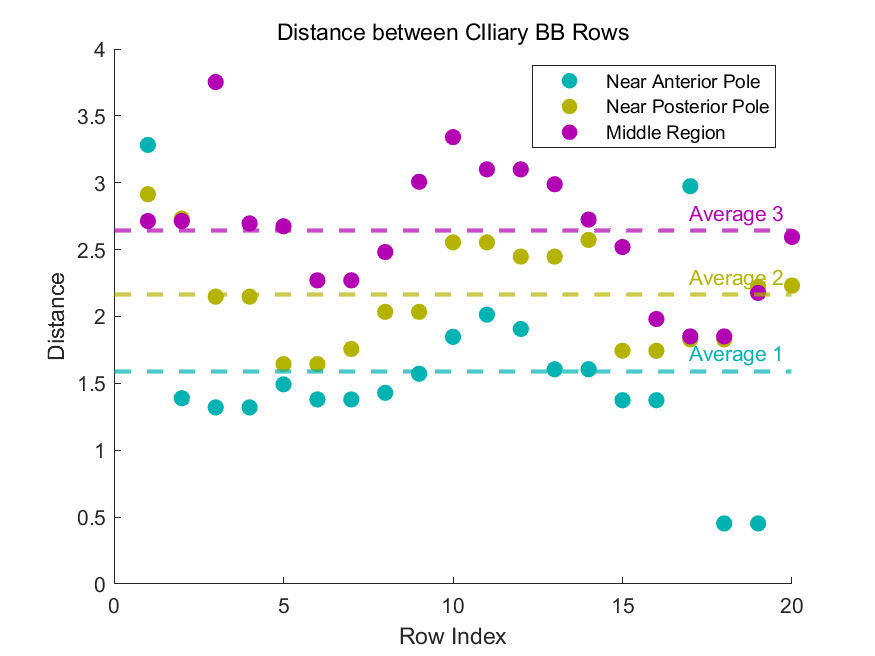 Distance between CIliary BB Rows
4
3.5
3
2.5
2
1.5
1
0.5
0
Distance
Near Anterior Pole
Near Posterior Pole
Middle Region
Average 3
Average 2
Average 1
0 5 10 15 20
Row Index